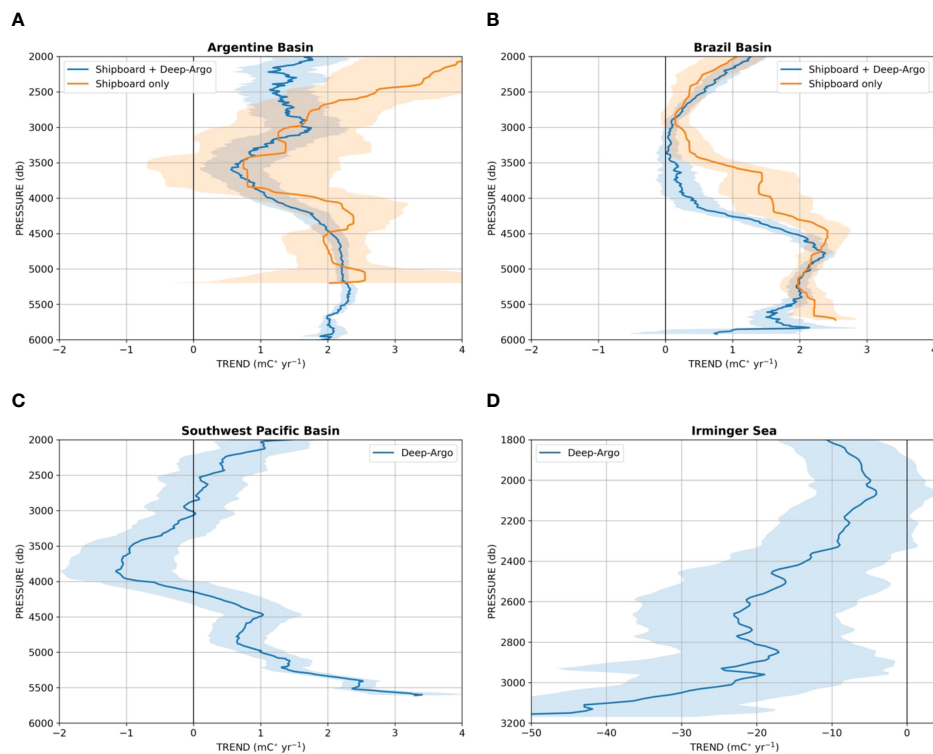 A
Argentine Basin
2000
2500
3000
3500
4000
4500
5000
5500
6000
PRESSURE (db)
Shipboard + Deep-Argo
Shipboard only
−2 −1 0 1 2 3 4
TREND (mC° yr⁻¹)
B
Brazil Basin
2000
2500
3000
3500
4000
4500
5000
5500
6000
PRESSURE (db)
Shipboard + Deep-Argo
Shipboard only
−2 −1 0 1 2 3 4
TREND (mC° yr⁻¹)
C
Southwest Pacific Basin
2000
2500
3000
3500
4000
4500
5000
5500
6000
PRESSURE (db)
Deep-Argo
−2 −1 0 1 2 3 4
TREND (mC° yr⁻¹)
D
Irminger Sea
1800
2000
2200
2400
2600
2800
3000
3200
PRESSURE (db)
Deep-Argo
−50 −40 −30 −20 −10 0
TREND (mC° yr⁻¹)